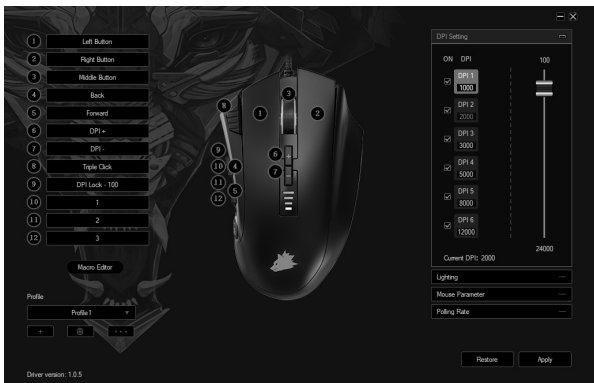 1 Left Button
2 Right Button
3 Middle Button
4 Back
5 Forward
6 DPI +
7 DPI -
8 Triple Click
9 DPI Lock - 100
10 1
11 2
12 3
Macro Editor
Profile
Profile1
+
...
Driver version: 1.0.5
3
8
1 2
9
6 +
10 4
7 -
11
5
12
DPI Setting
ON DPI 100
DPI 1
1000
DPI 2
2000
DPI 3
3000
DPI 4
5000
DPI 5
8000
DPI 6
12000
24000
Current DPI: 2000
Lighting
Mouse Parameter
Polling Rate
Restore Apply